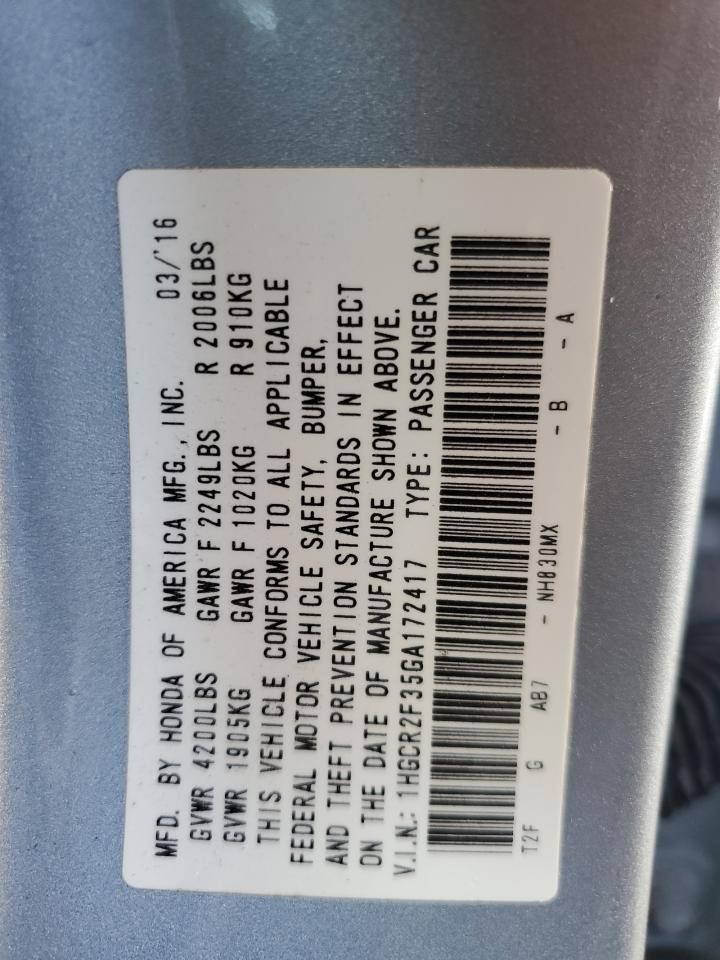 MFD. BY HONDA OF AMERICA MFG., INC. 03/'16
GVWR 4200LBS GAWR F 2249LBS R 2006LBS
GVWR 1905KG GAWR F 1020KG R 910KG
THIS VEHICLE CONFORMS TO ALL APPLICABLE
FEDERAL MOTOR VEHICLE SAFETY, BUMPER,
AND THEFT PREVENTION STANDARDS IN EFFECT
ON THE DATE OF MANUFACTURE SHOWN ABOVE.
V.I.N.: 1HGCR2F35GA172417 TYPE: PASSENGER CAR
T2F G AB7 - NH830MX - B - A